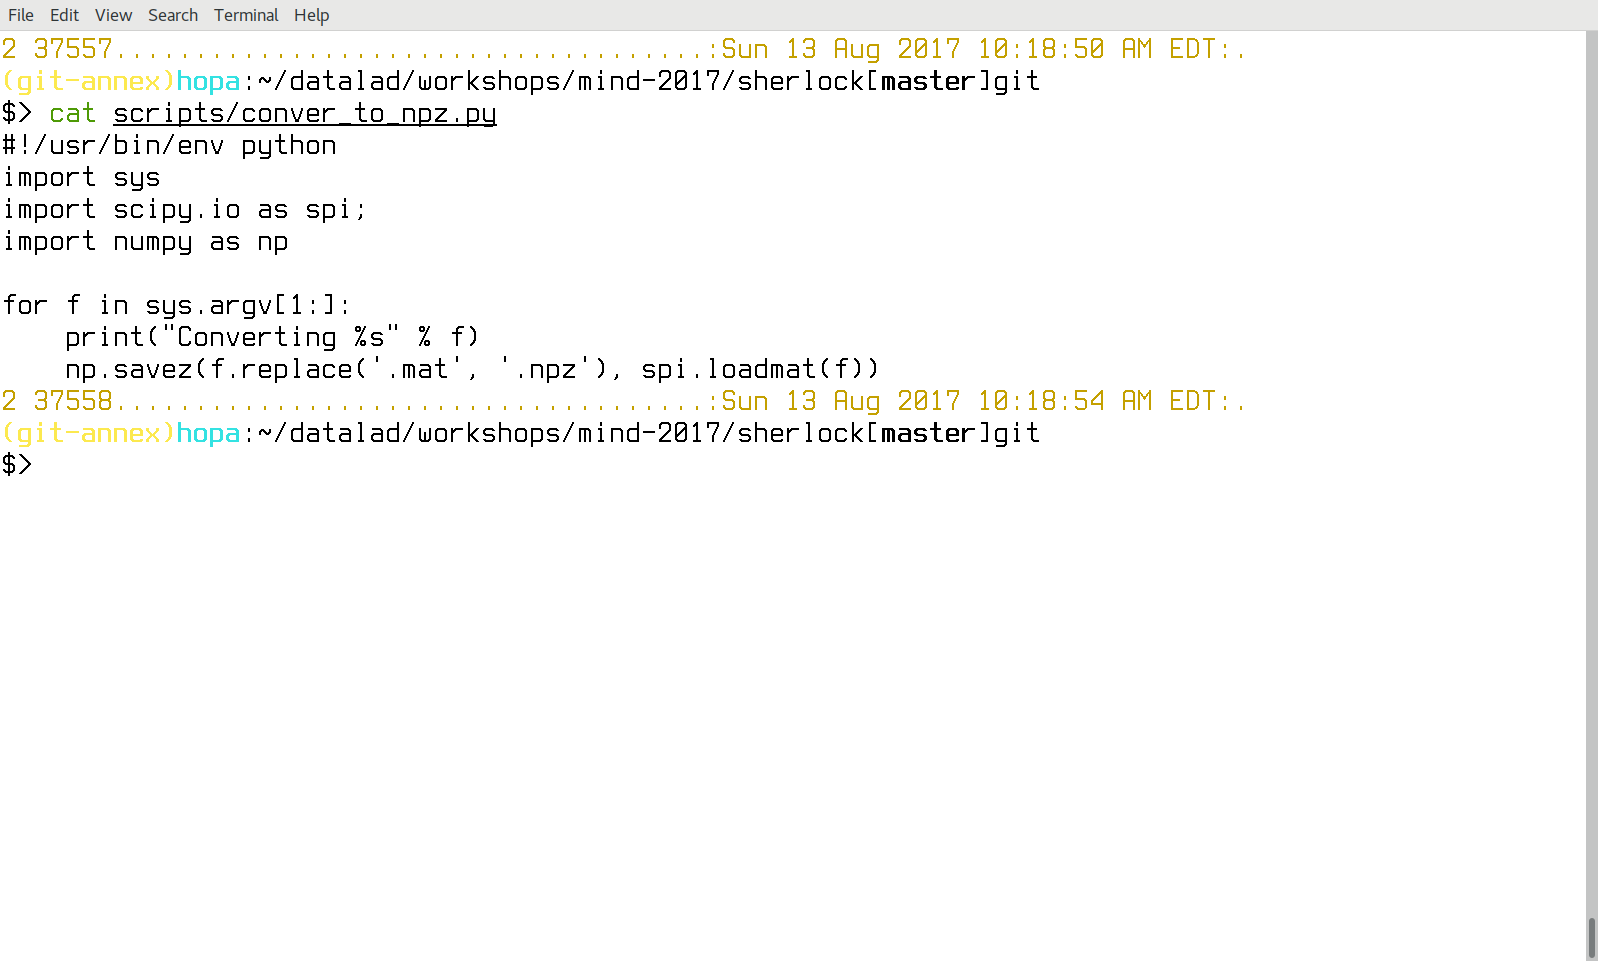 File Edit View Search Terminal Help
2 37557.....................................:Sun 13 Aug 2017 10:18:50 AM EDT:.
(git-annex)hopa:~/datalad/workshops/mind-2017/sherlock[master]git
$> cat scripts/conver_to_npz.py
#!/usr/bin/env python
import sys
import scipy.io as spi;
import numpy as np

for f in sys.argv[1:]:
    print("Converting %s" % f)
    np.savez(f.replace('.mat', '.npz'), spi.loadmat(f))
2 37558.....................................:Sun 13 Aug 2017 10:18:54 AM EDT:.
(git-annex)hopa:~/datalad/workshops/mind-2017/sherlock[master]git
$>